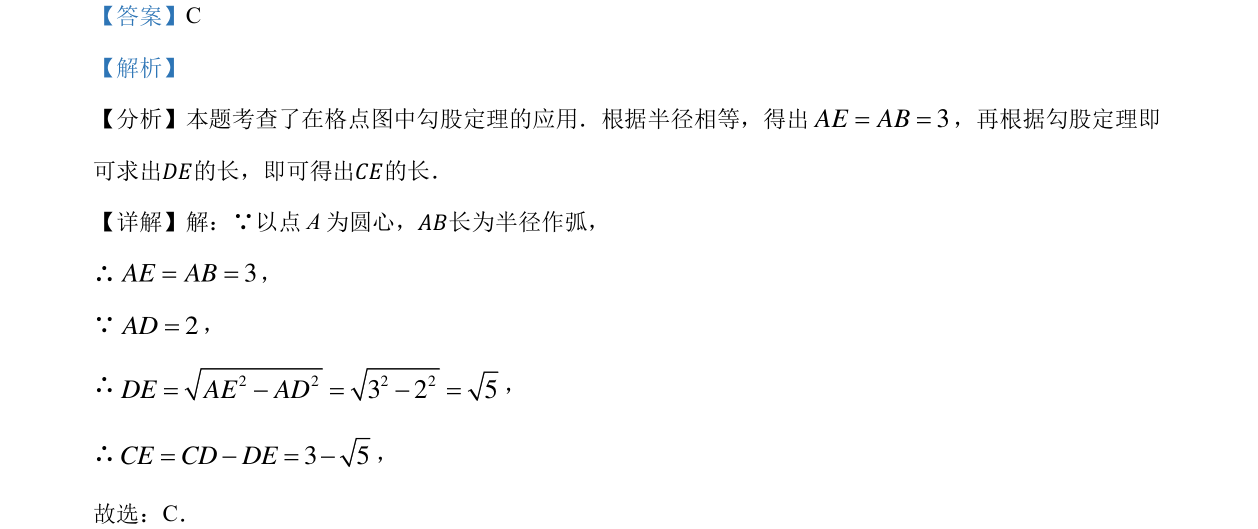 【答案】C
【解析】
【分析】本题考查了在格点图中勾股定理的应用．根据半径相等，得出 AE = AB = 3，再根据勾股定理即
可求出DE的长，即可得出CE的长．
【详解】解：∵以点 A 为圆心，AB长为半径作弧，
∴ AE = AB = 3，
∵ AD = 2，
∴ DE = √(AE² − AD²) = √(3² − 2²) = √5，
∴ CE = CD − DE = 3 − √5，
故选：C．